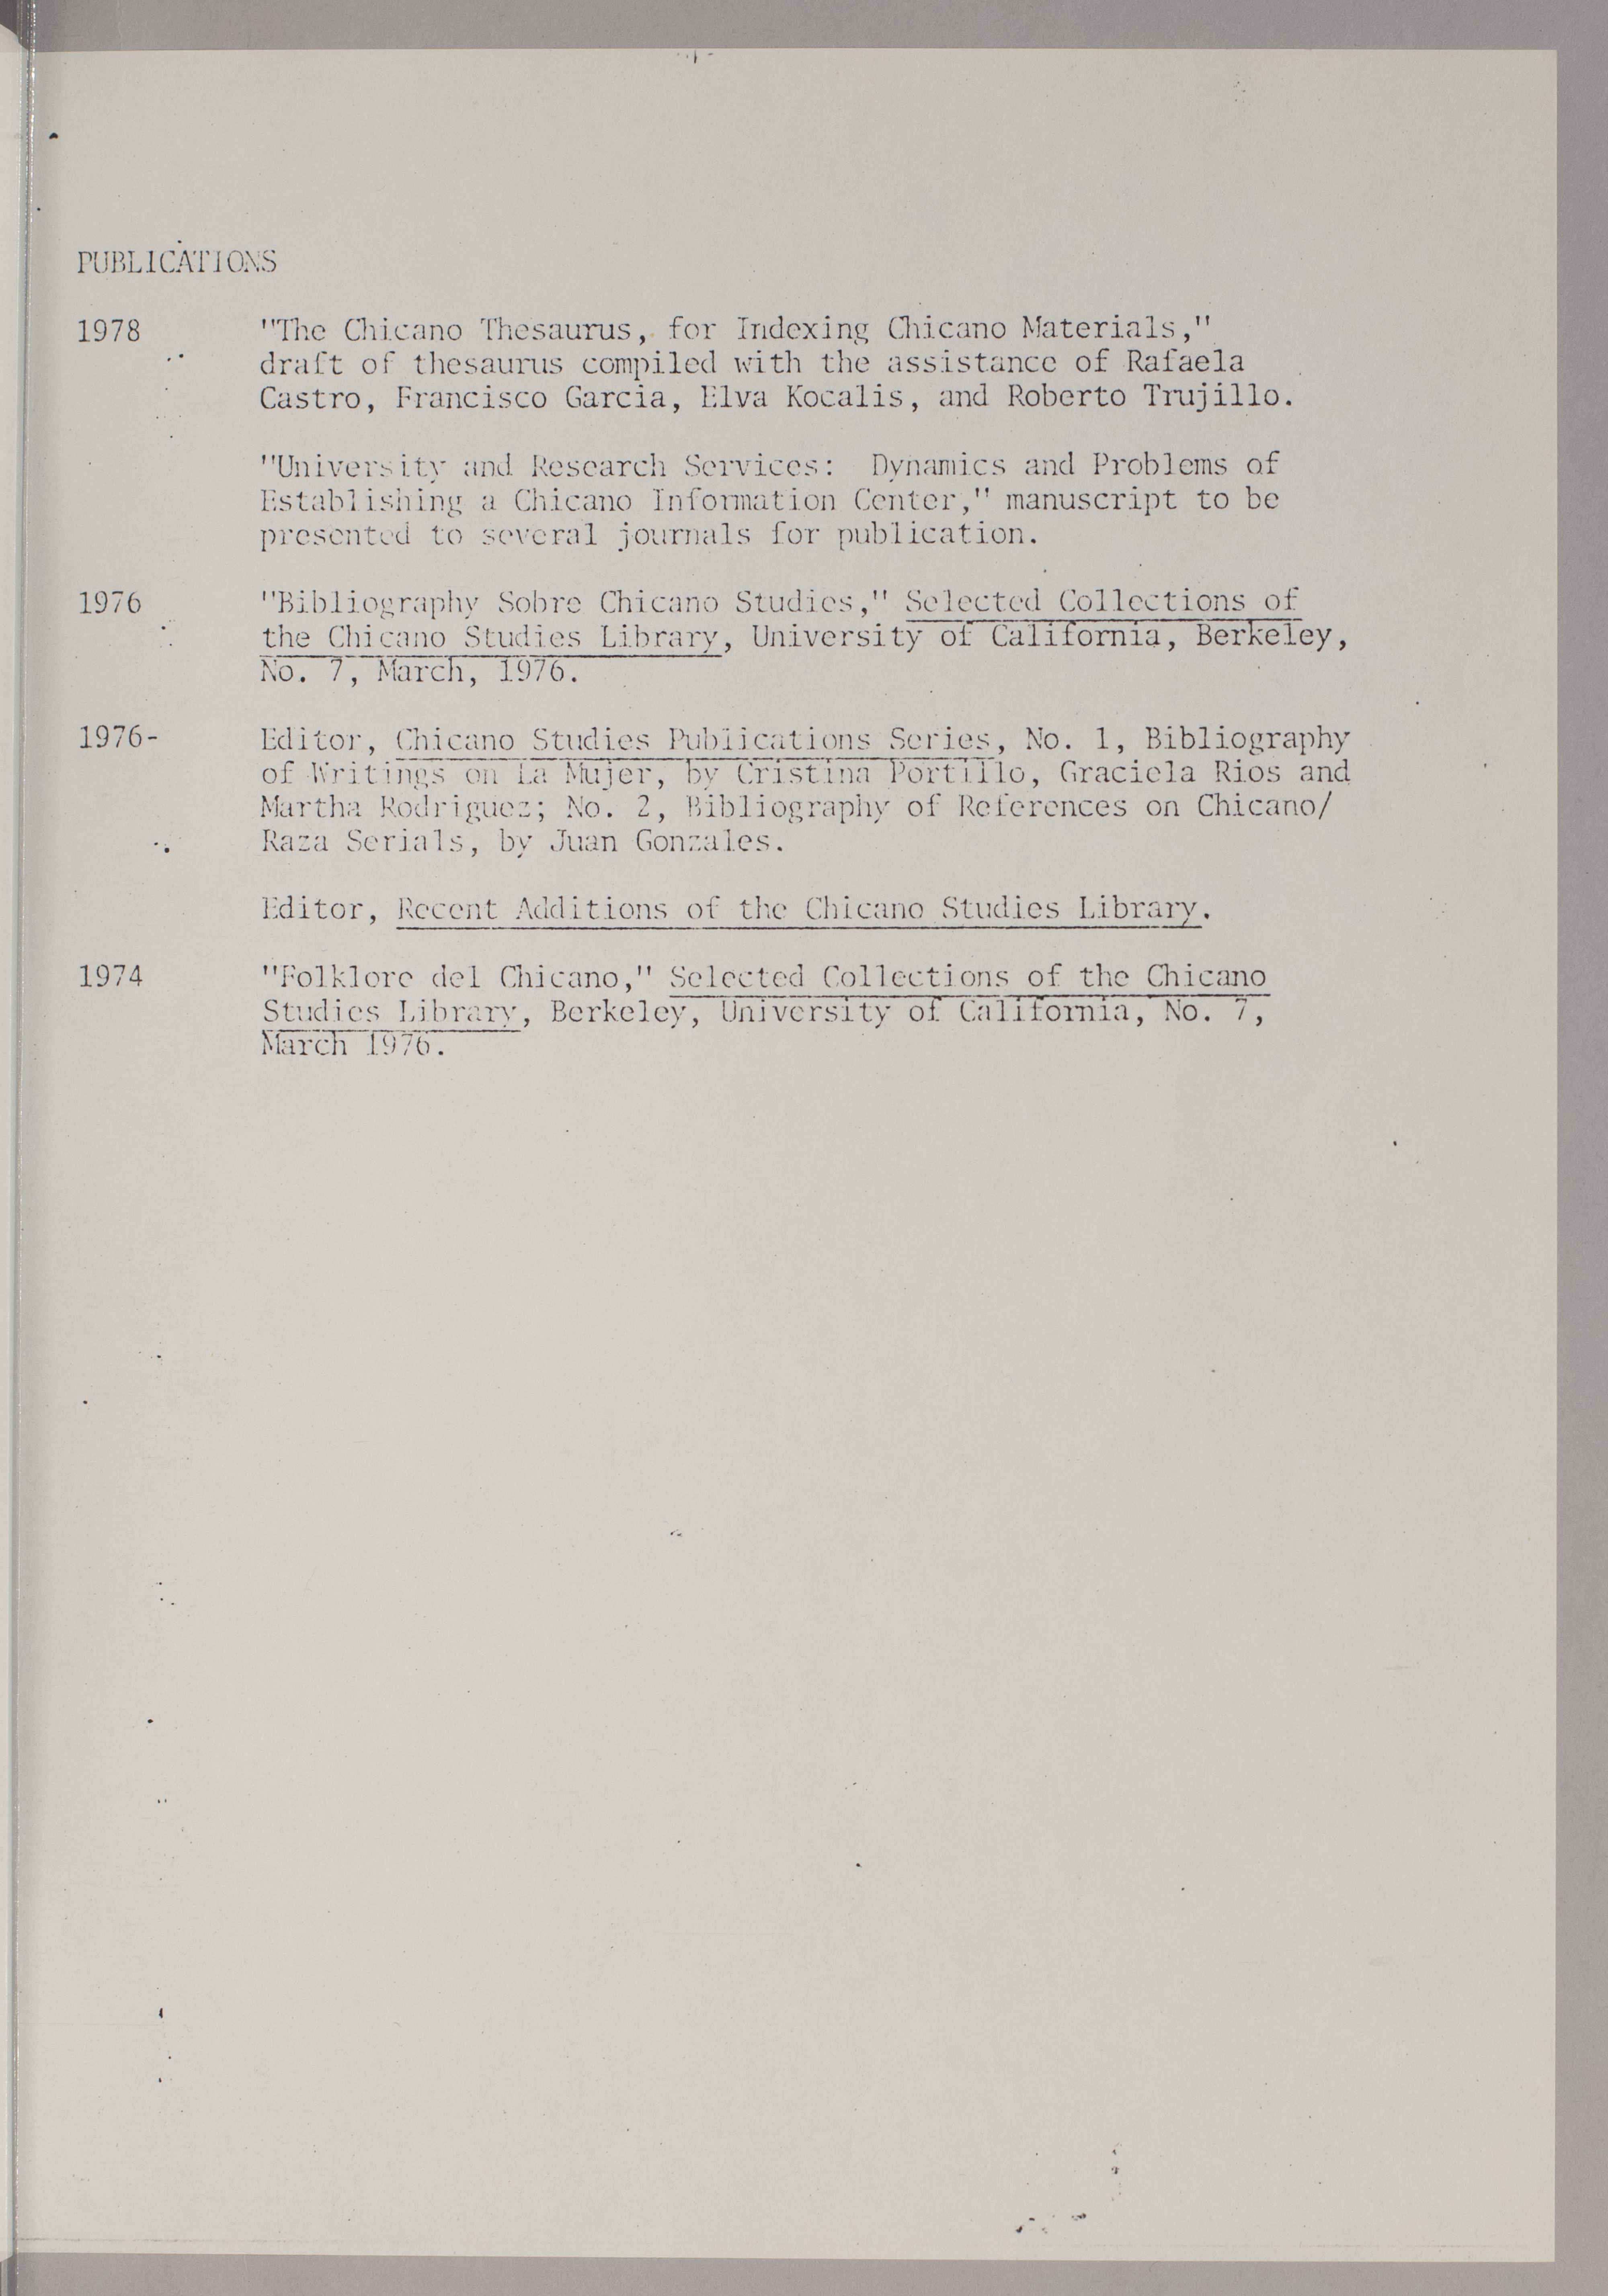 PUBLICATIONS
1978 "The Chicano Thesaurus, for Indexing Chicano Materials,"
draft of thesaurus compiled with the assistance of Rafaela
Castro, Francisco Garcia, Elva Kocalis, and Roberto Trujillo.
"University and Research Services: Dynamics and Problems of
Establishing a Chicano Information Center," manuscript to be
presented to several journals for publication.
1976 "Bibliography Sobre Chicano Studies," Selected Collections of
the Chicano Studies Library, University of California, Berkeley,
No. 7, March, 1976.
1976- Editor, Chicano Studies Publications Series, No. 1, Bibliography
of Writings on La Mujer, by Cristina Portillo, Graciela Rios and
Martha Rodriguez; No. 2, Bibliography of References on Chicano/
Raza Serials, by Juan Gonzales.
Editor, Recent Additions of the Chicano Studies Library.
1974 "Folklore del Chicano," Selected Collections of the Chicano
Studies Library, Berkeley, University of California, No. 7,
March 1976.